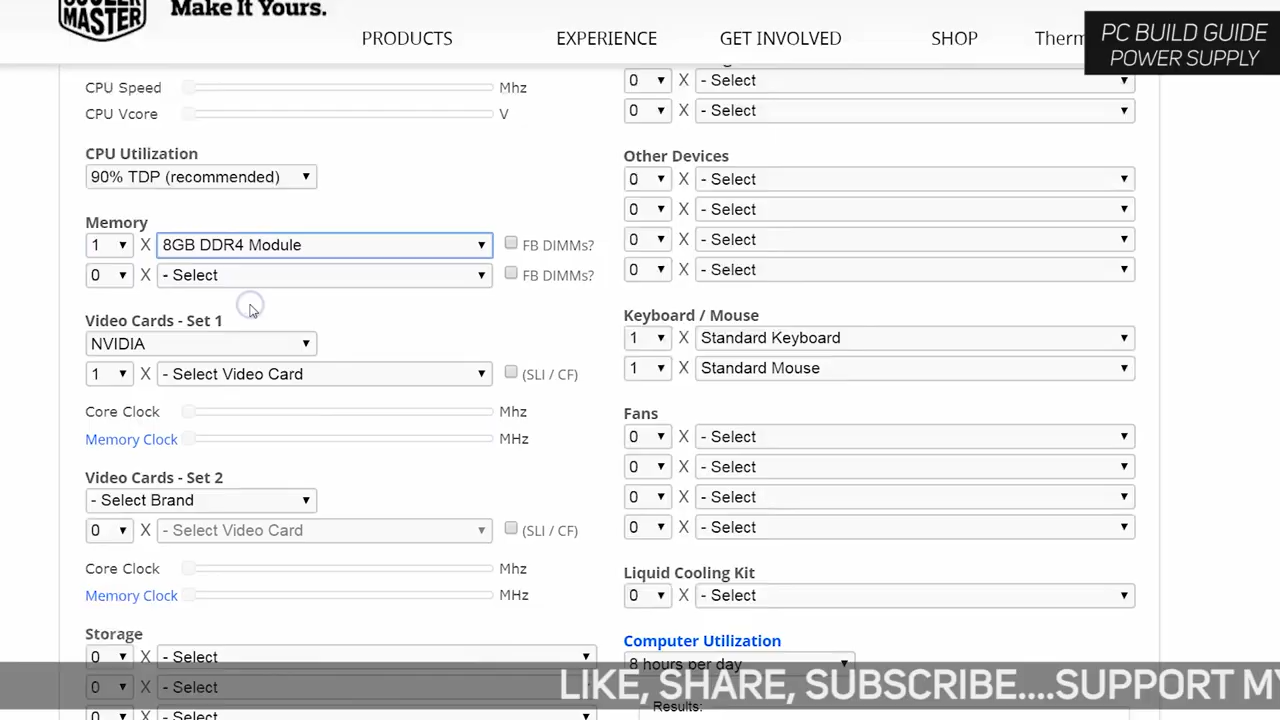 COOLER
MASTER
Make It Yours.
PRODUCTS
EXPERIENCE
GET INVOLVED
SHOP
Therm
PC BUILD GUIDE
POWER SUPPLY
CPU Speed
Mhz
CPU Vcore
V
CPU Utilization
90% TDP (recommended)
Memory
1 X 8GB DDR4 Module FB DIMMs?
0 X - Select FB DIMMs?
Video Cards - Set 1
NVIDIA
1 X - Select Video Card (SLI / CF)
Core Clock Mhz
Memory Clock MHz
Video Cards - Set 2
- Select Brand
0 X - Select Video Card (SLI / CF)
Core Clock Mhz
Memory Clock MHz
Storage
0 X - Select
0 X - Select
0 X - Select
0 X - Select
0 X - Select
Other Devices
0 X - Select
0 X - Select
0 X - Select
0 X - Select
Keyboard / Mouse
1 X Standard Keyboard
1 X Standard Mouse
Fans
0 X - Select
0 X - Select
0 X - Select
0 X - Select
Liquid Cooling Kit
0 X - Select
Computer Utilization
8 hours per day
Results:
LIKE, SHARE, SUBSCRIBE....SUPPORT MY